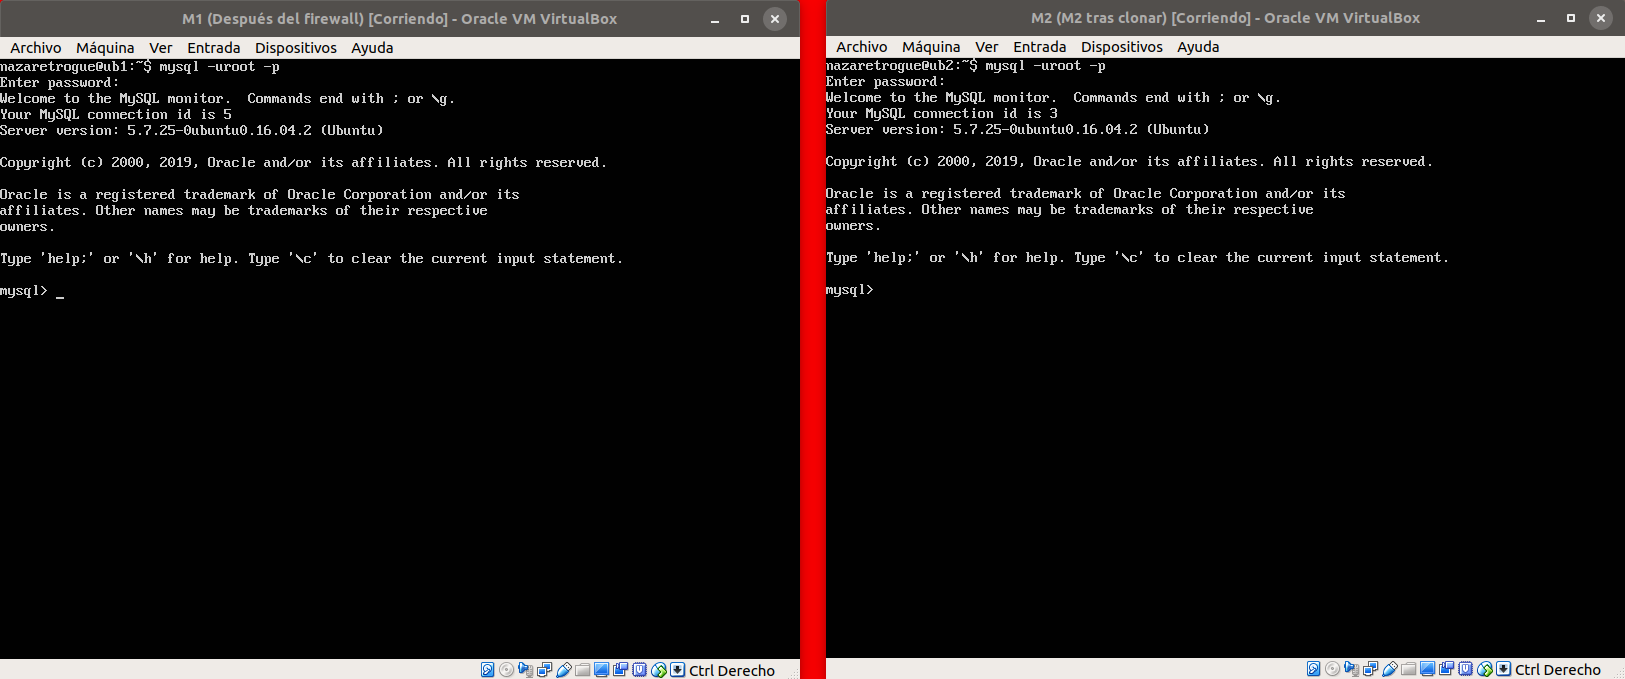 M1 (Después del firewall) [Corriendo] - Oracle VM VirtualBox
Archivo Máquina Ver Entrada Dispositivos Ayuda
nazaretrogue@ub1:~$ mysql -uroot -p
Enter password:
Welcome to the MySQL monitor.  Commands end with ; or \g.
Your MySQL connection id is 5
Server version: 5.7.25-0ubuntu0.16.04.2 (Ubuntu)
Copyright (c) 2000, 2019, Oracle and/or its affiliates. All rights reserved.
Oracle is a registered trademark of Oracle Corporation and/or its
affiliates. Other names may be trademarks of their respective
owners.
Type 'help;' or '\h' for help. Type '\c' to clear the current input statement.
mysql> _
Ctrl Derecho
M2 (M2 tras clonar) [Corriendo] - Oracle VM VirtualBox
Archivo Máquina Ver Entrada Dispositivos Ayuda
nazaretrogue@ub2:~$ mysql -uroot -p
Enter password:
Welcome to the MySQL monitor.  Commands end with ; or \g.
Your MySQL connection id is 3
Server version: 5.7.25-0ubuntu0.16.04.2 (Ubuntu)
Copyright (c) 2000, 2019, Oracle and/or its affiliates. All rights reserved.
Oracle is a registered trademark of Oracle Corporation and/or its
affiliates. Other names may be trademarks of their respective
owners.
Type 'help;' or '\h' for help. Type '\c' to clear the current input statement.
mysql>
Ctrl Derecho